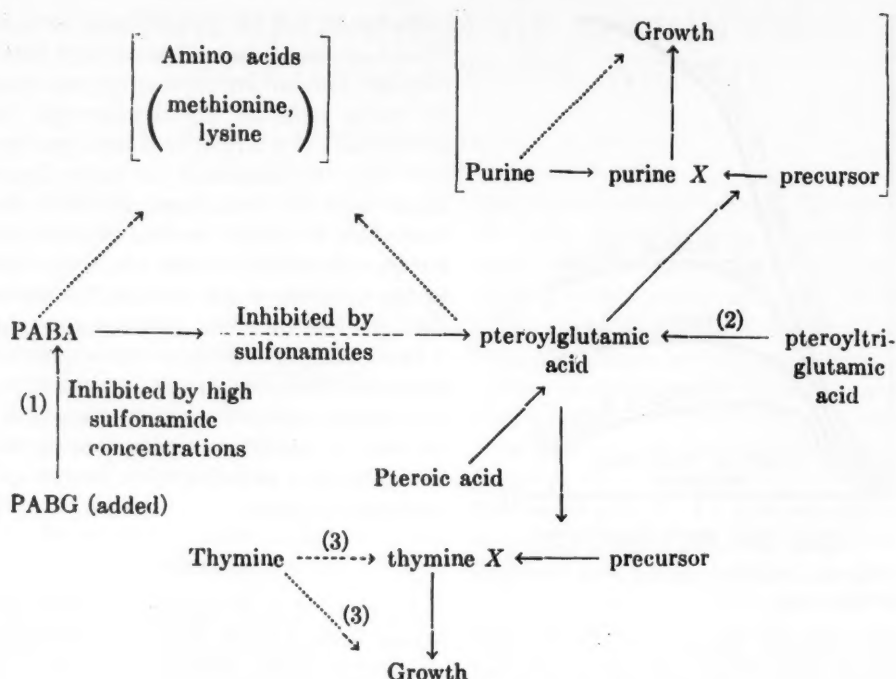 Growth
Amino acids
(methionine,
lysine)
Purine purine X precursor
PABA Inhibited by
sulfonamides
pteroylglutamic
acid
(2)
pteroyltri-
glutamic
acid
(1) Inhibited by high
sulfonamide
concentrations
Pteroic acid
PABG (added)
Thymine (3) thymine X precursor
(3)
Growth